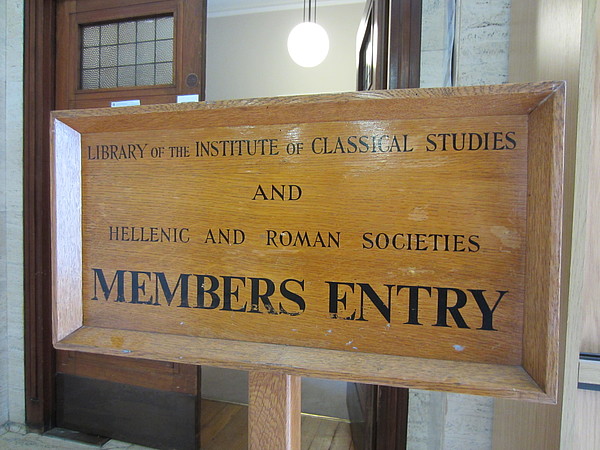 LIBRARY OF THE INSTITUTE OF CLASSICAL STUDIES
AND
HELLENIC AND ROMAN SOCIETIES
MEMBERS ENTRY